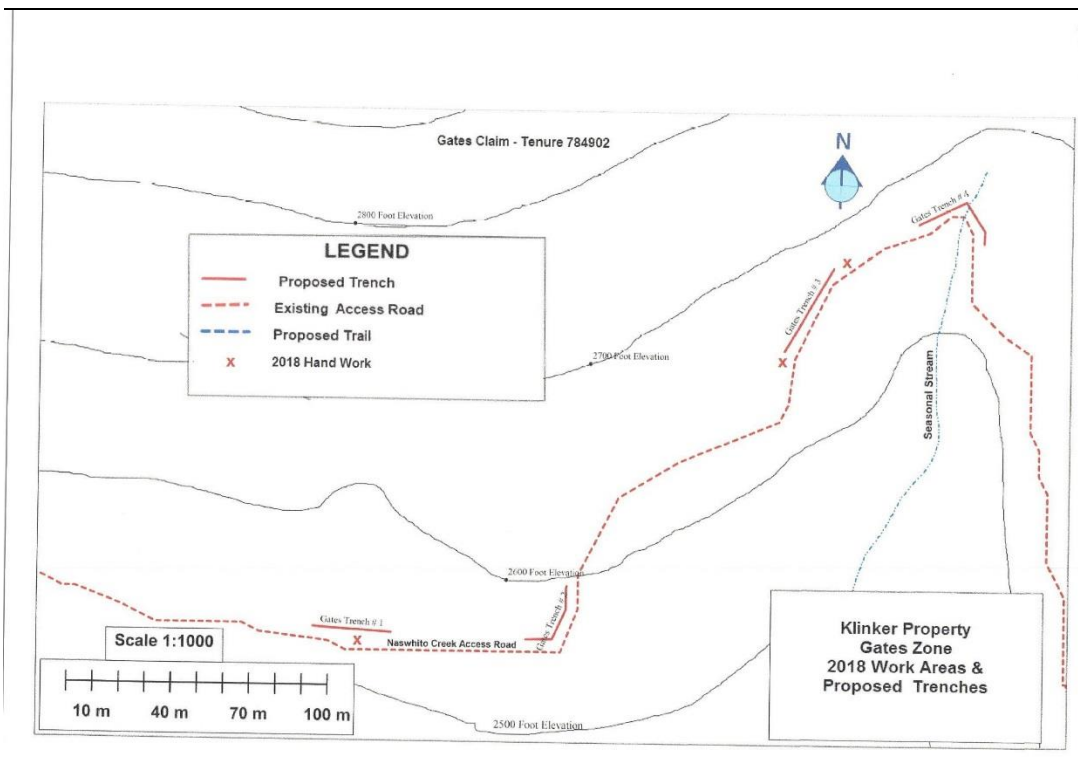 Gates Claim - Tenure 784902
N
2800 Foot Elevation
Gates Trench # 4
LEGEND
Proposed Trench
Existing Access Road
Proposed Trail
X 2018 Hand Work
X
Gates Trench # 3
X
2700 Foot Elevation
Seasonal Stream
2600 Foot Elevation
Gates Trench # 2
Gates Trench # 1
X
Naswhito Creek Access Road
Scale 1:1000
10 m 40 m 70 m 100 m
2500 Foot Elevation
Klinker Property
Gates Zone
2018 Work Areas &
Proposed Trenches